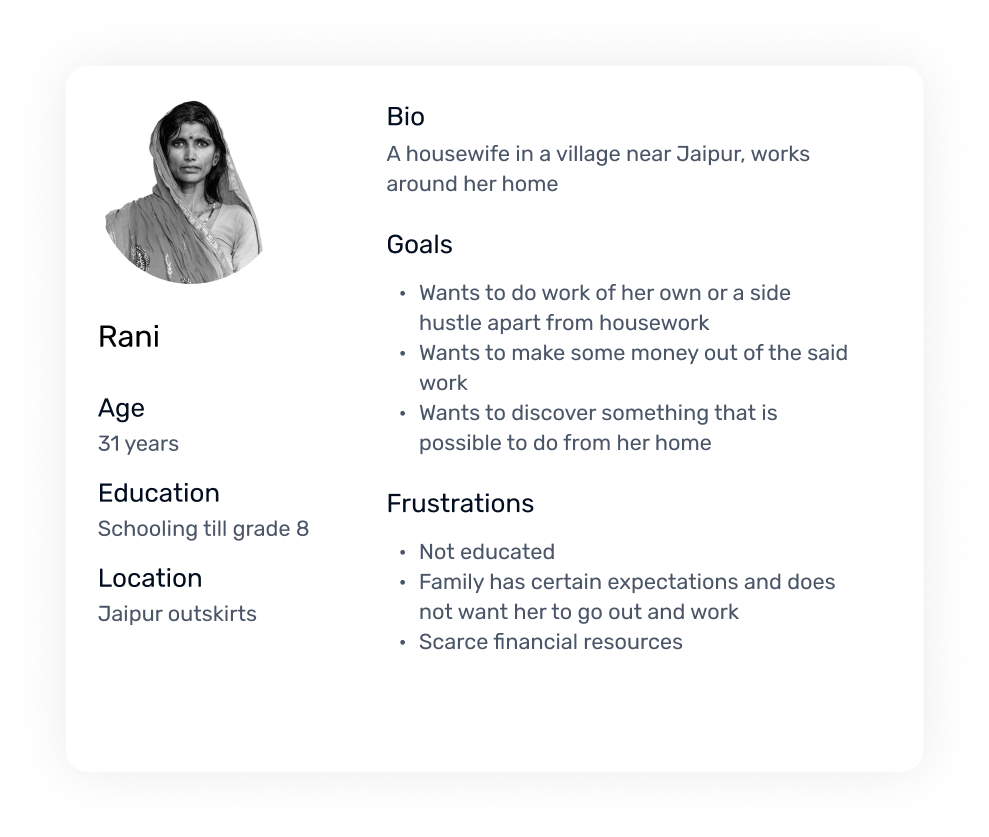 Rani
Age
31 years
Education
Schooling till grade 8
Location
Jaipur outskirts
Bio
A housewife in a village near Jaipur, works
around her home
Goals
• Wants to do work of her own or a side
hustle apart from housework
• Wants to make some money out of the said
work
• Wants to discover something that is
possible to do from her home
Frustrations
• Not educated
• Family has certain expectations and does
not want her to go out and work
• Scarce financial resources